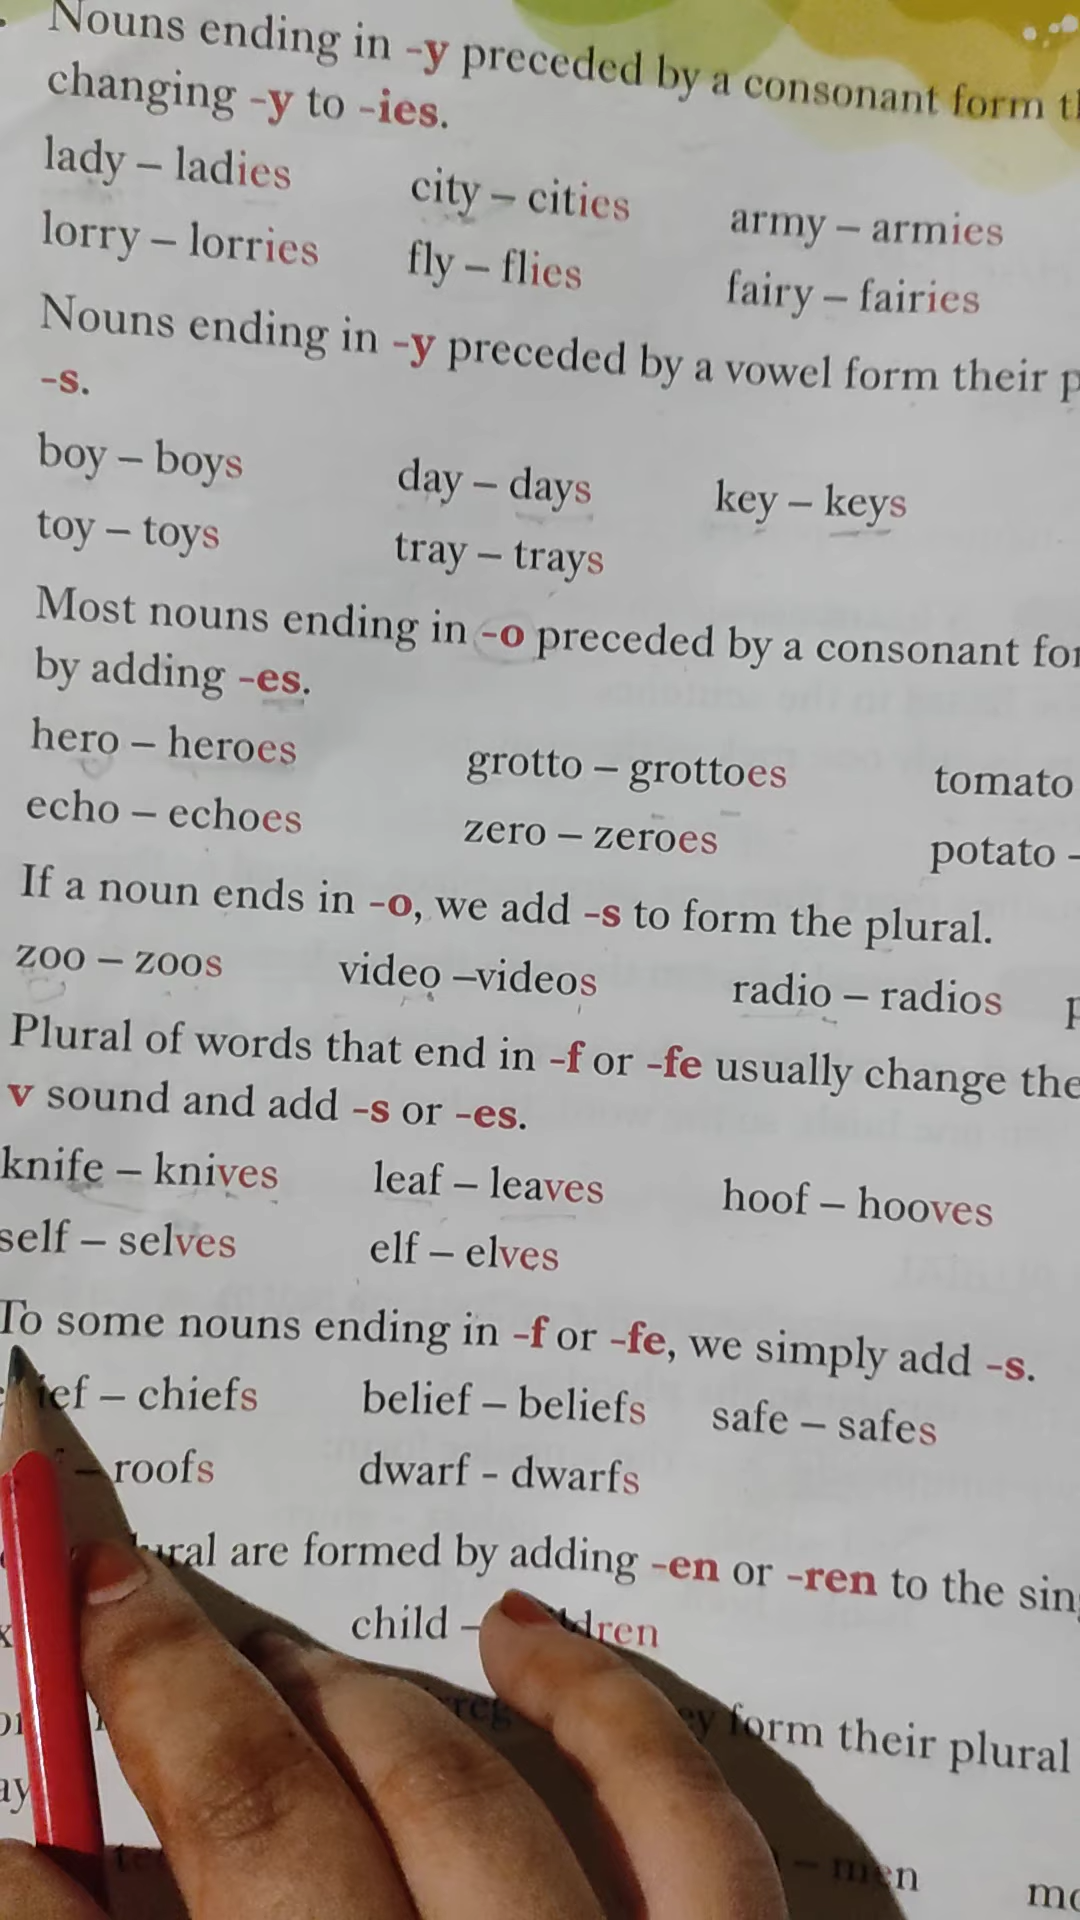 Nouns ending in -y preceded by a consonant form
changing -y to -ies.
lady – ladies city – cities army – armies
lorry – lorries fly – flies fairy – fairies
Nouns ending in -y preceded by a vowel form their
-s.
boy – boys day – days key – keys
toy – toys tray – trays
Most nouns ending in -o preceded by a consonant
by adding -es.
hero – heroes grotto – grottoes tomato
echo – echoes zero – zeroes potato –
If a noun ends in -o, we add -s to form the plural.
zoo – zoos video –videos radio – radios
Plural of words that end in -f or -fe usually change the
v sound and add -s or -es.
knife – knives leaf – leaves hoof – hooves
self – selves elf – elves
To some nouns ending in -f or -fe, we simply add -s.
– chiefs belief – beliefs safe – safes
– roofs dwarf - dwarfs
are formed by adding -en or -ren to the
child –
form their plural
– men